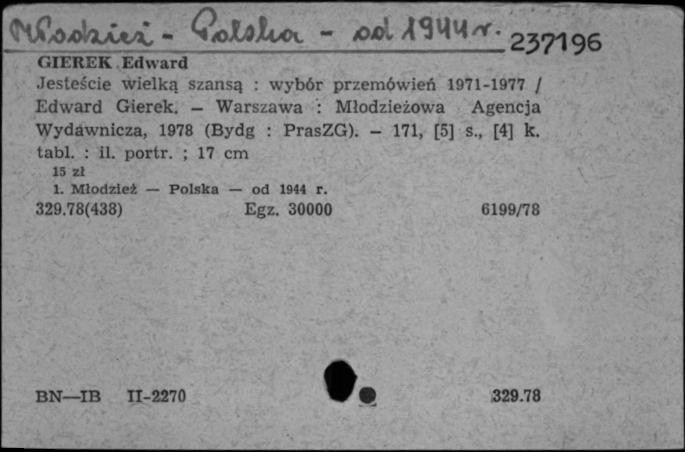 Młodzież - Polska - od 1944 r.
237196
GIEREK Edward
Jesteście wielką szansą : wybór przemówień 1971-1977 /
Edward Gierek. — Warszawa : Młodzieżowa Agencja
Wydawnicza, 1978 (Bydg : PrasZG). — 171, [5] s., [4] k.
tabl. : il. portr. ; 17 cm
15 zł
1. Młodzież — Polska — od 1944 r.
329.78(438) Egz. 30000 6199/78
BN—IB II-2270 329.78